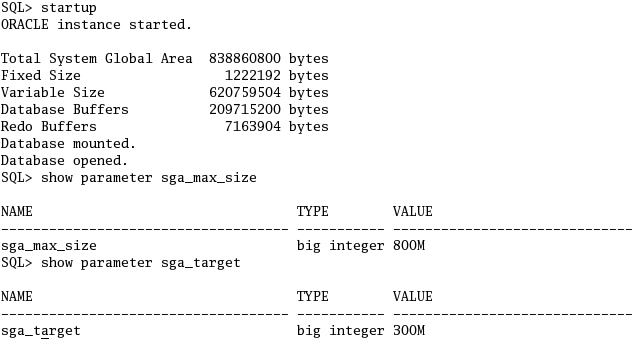 SQL> startup
ORACLE instance started.
Total System Global Area  838860800 bytes
Fixed Size                  1222192 bytes
Variable Size             620759504 bytes
Database Buffers          209715200 bytes
Redo Buffers                7163904 bytes
Database mounted.
Database opened.
SQL> show parameter sga_max_size
NAME                                 TYPE        VALUE
------------------------------------ ----------- ------------------------------
sga_max_size                         big integer 800M
SQL> show parameter sga_target
NAME                                 TYPE        VALUE
------------------------------------ ----------- ------------------------------
sga_target                           big integer 300M